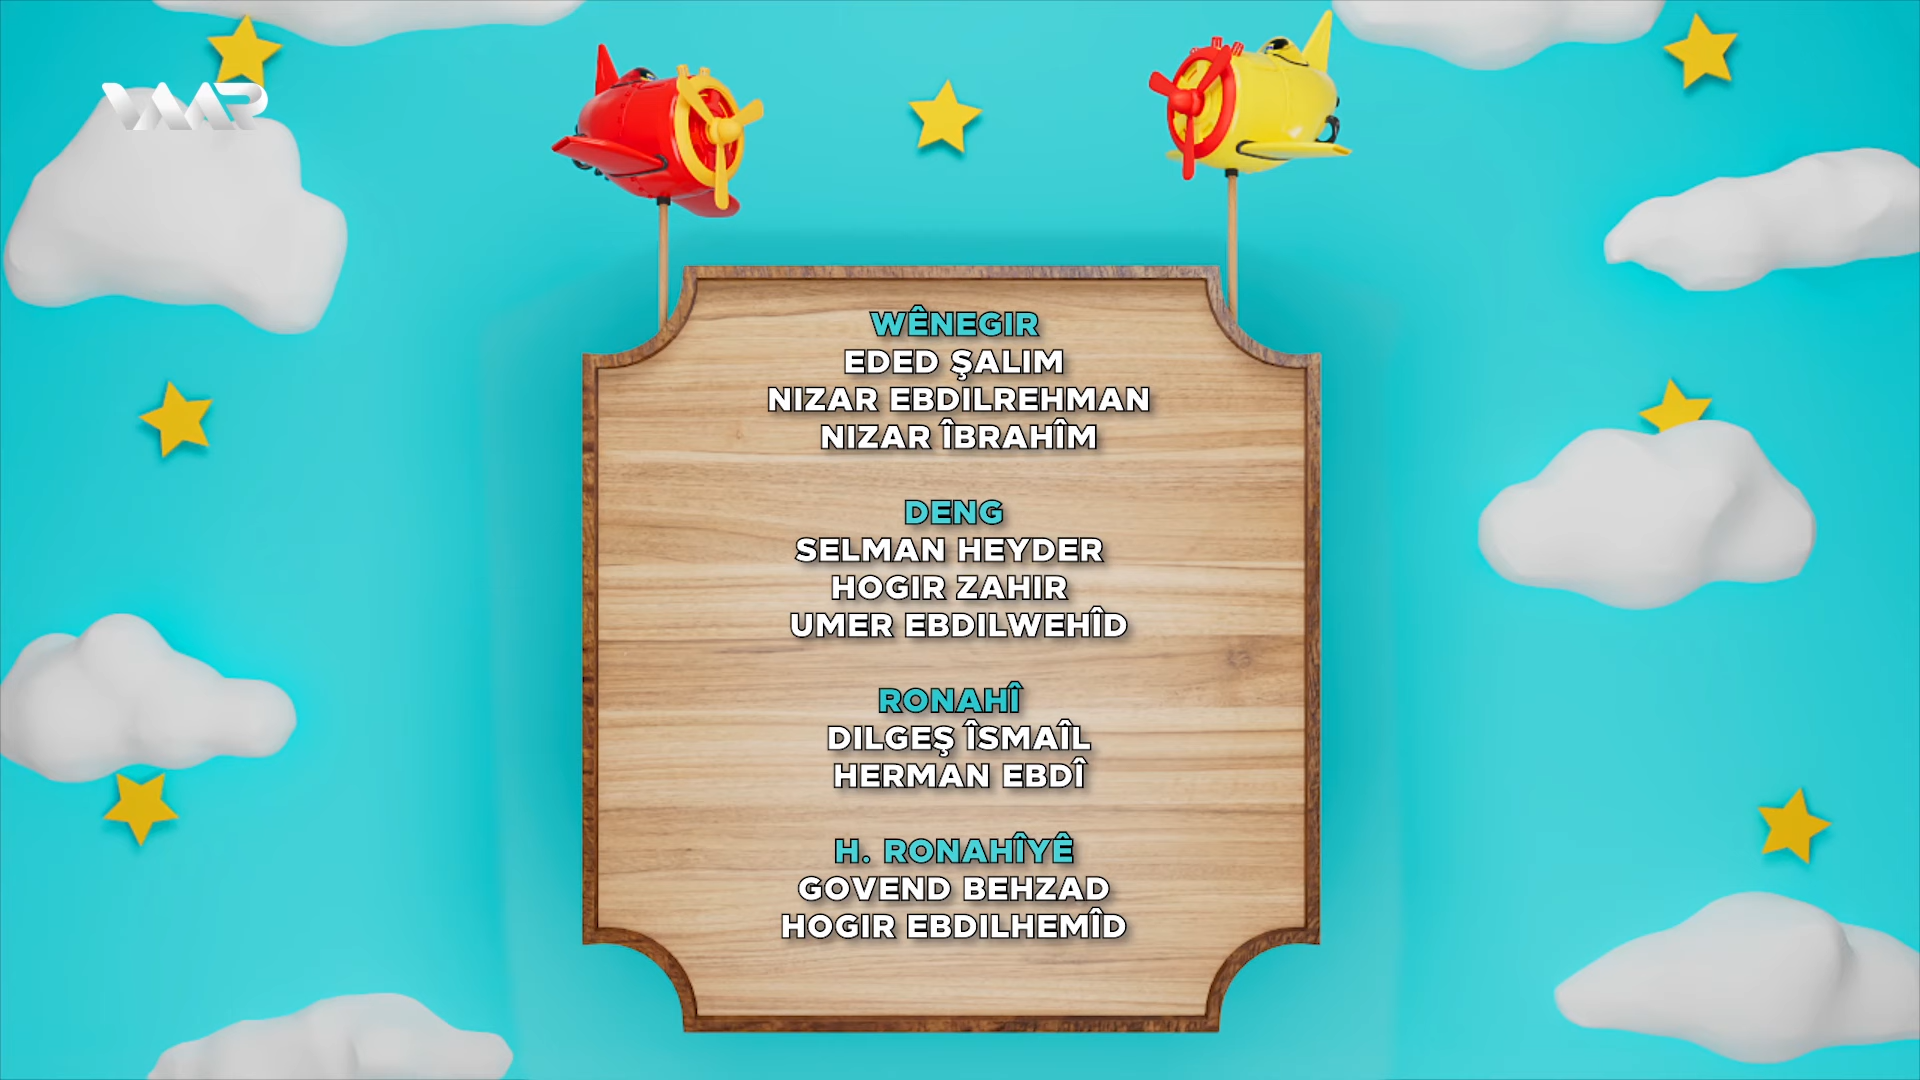 WAAR
WÊNEGIR
EDED ŞALIM
NIZAR EBDILREHMAN
NIZAR ÎBRAHÎM
DENG
SELMAN HEYDER
HOGIR ZAHIR
UMER EBDILWEHÎD
RONAHÎ
DILGEŞ ÎSMAÎL
HERMAN EBDÎ
H. RONAHÎYÊ
GOVEND BEHZAD
HOGIR EBDILHEMÎD